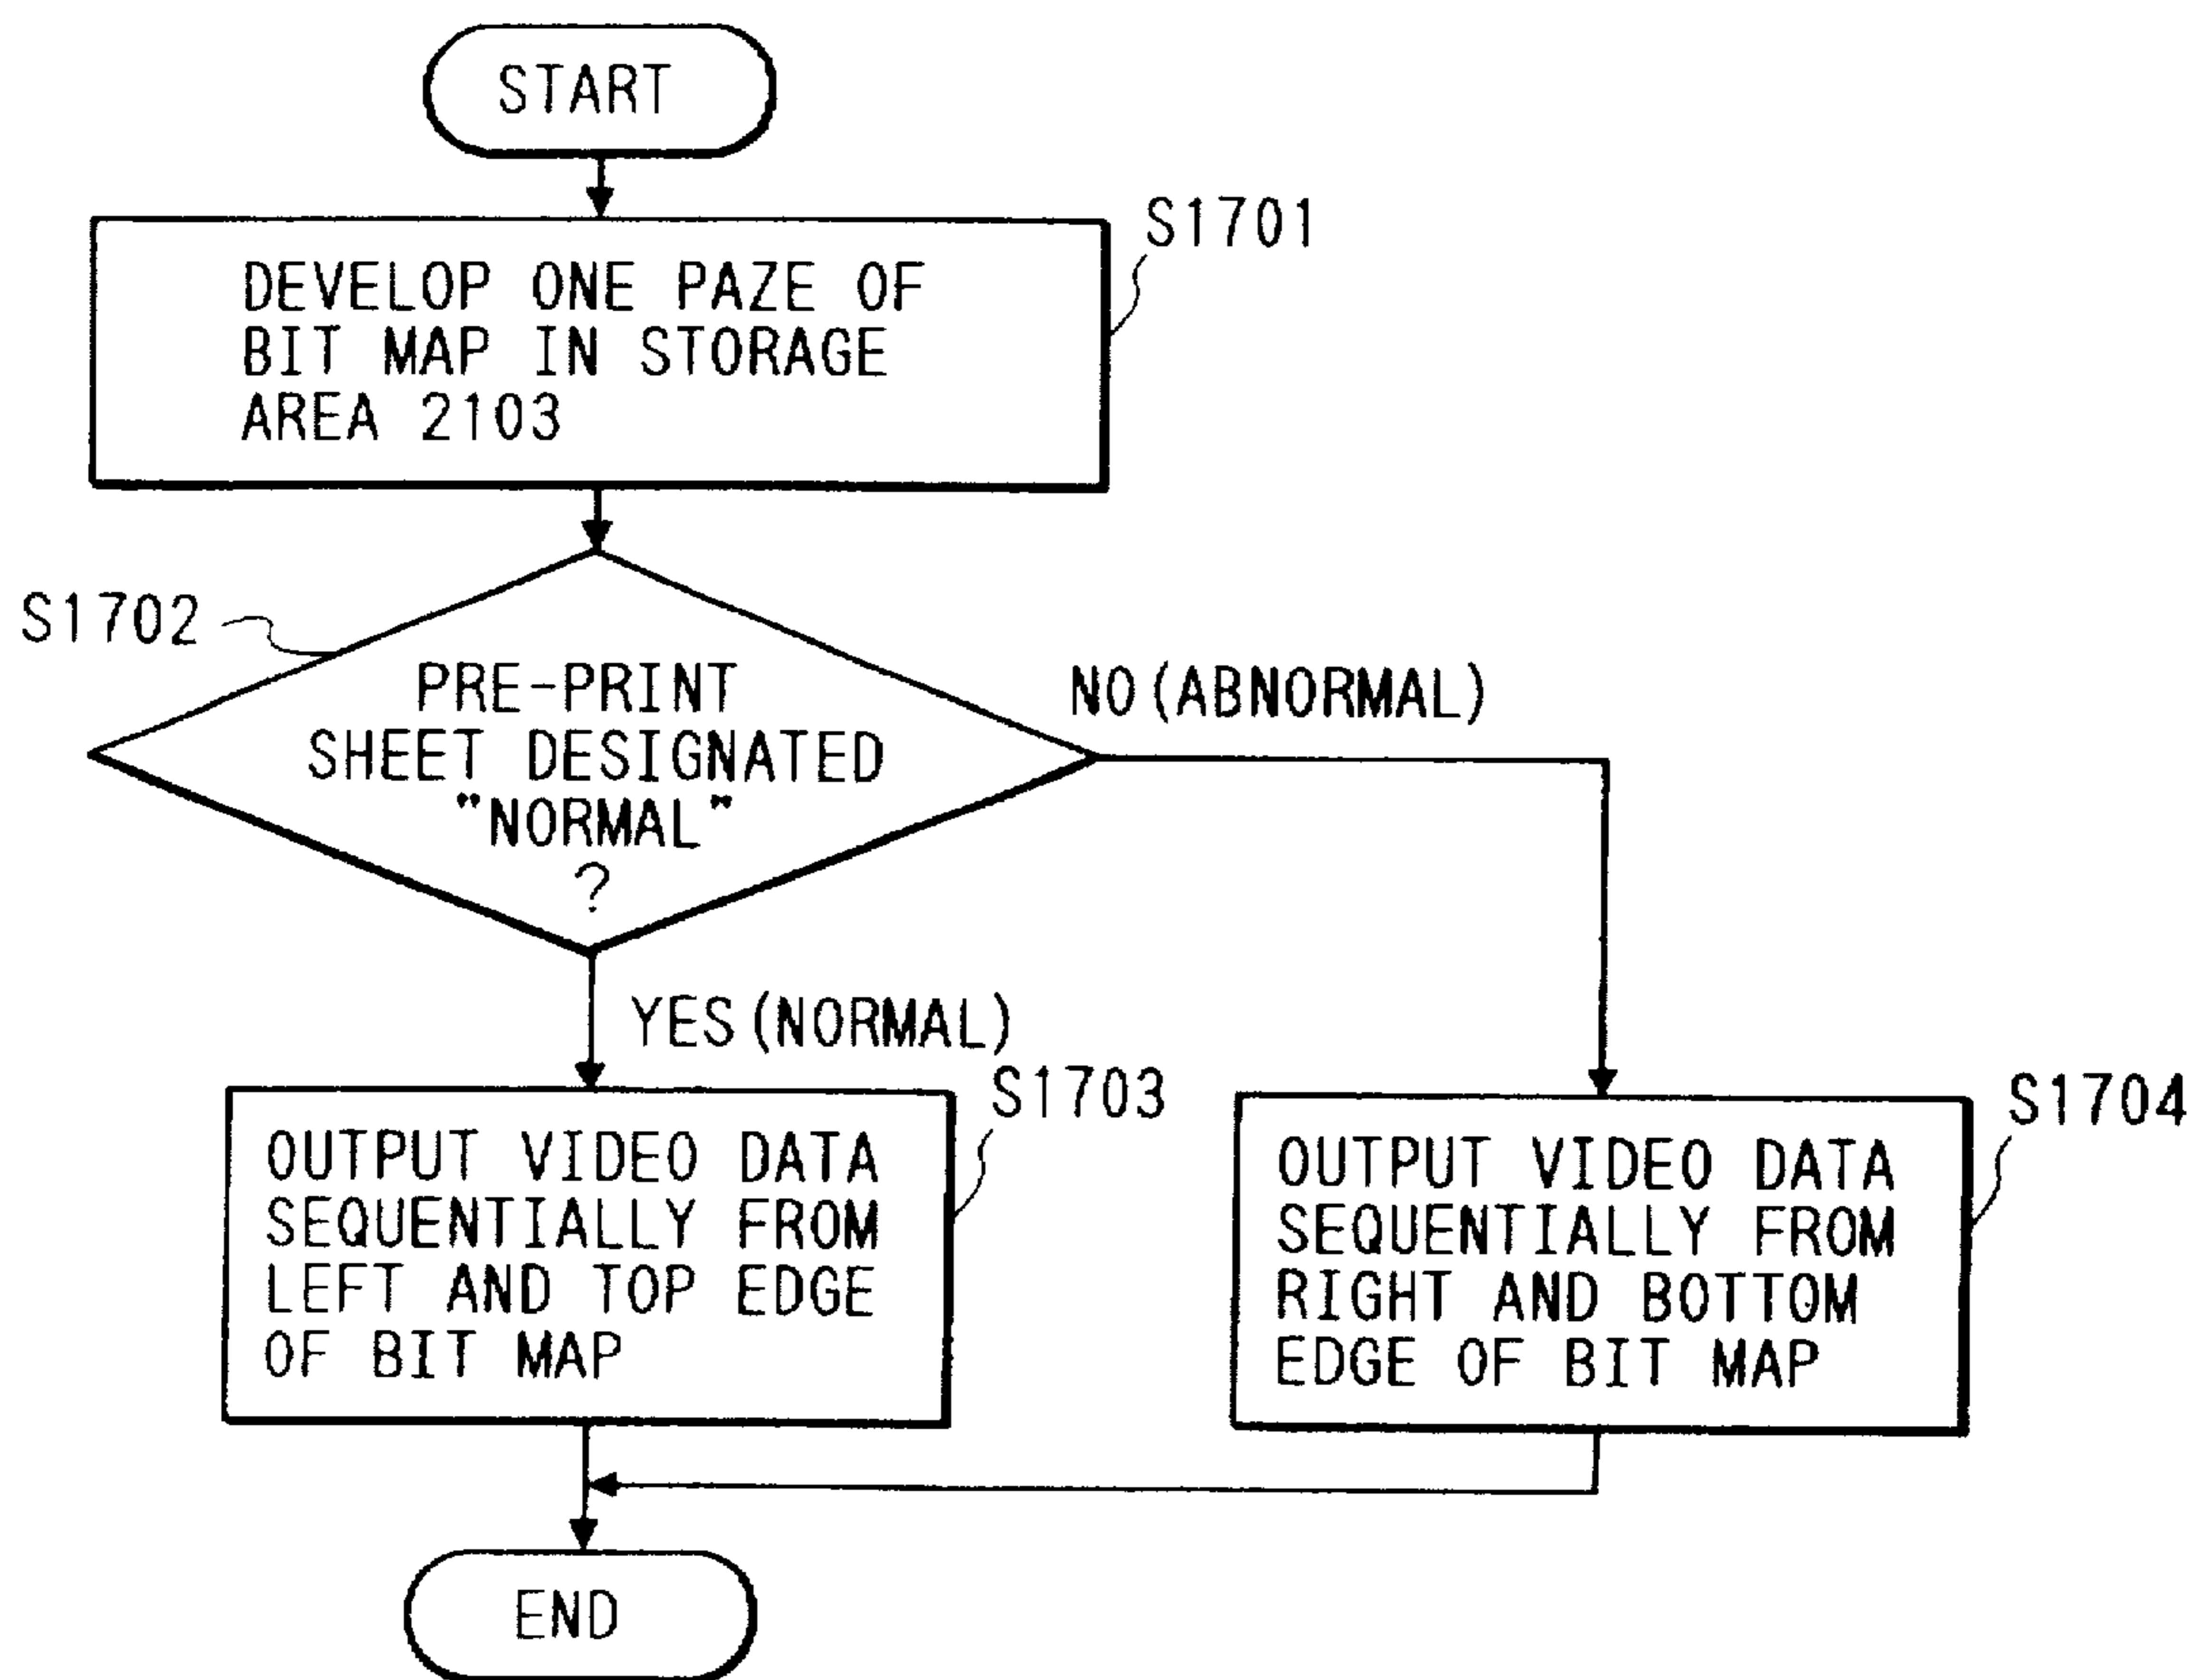 START
S1701
DEVELOP ONE PAZE OF
BIT MAP IN STORAGE
AREA 2103
S1702
PRE-PRINT
SHEET DESIGNATED
"NORMAL"
?
NO(ABNORMAL)
YES(NORMAL)
S1703
OUTPUT VIDEO DATA
SEQUENTIALLY FROM
LEFT AND TOP EDGE
OF BIT MAP
S1704
OUTPUT VIDEO DATA
SEQUENTIALLY FROM
RIGHT AND BOTTOM
EDGE OF BIT MAP
END